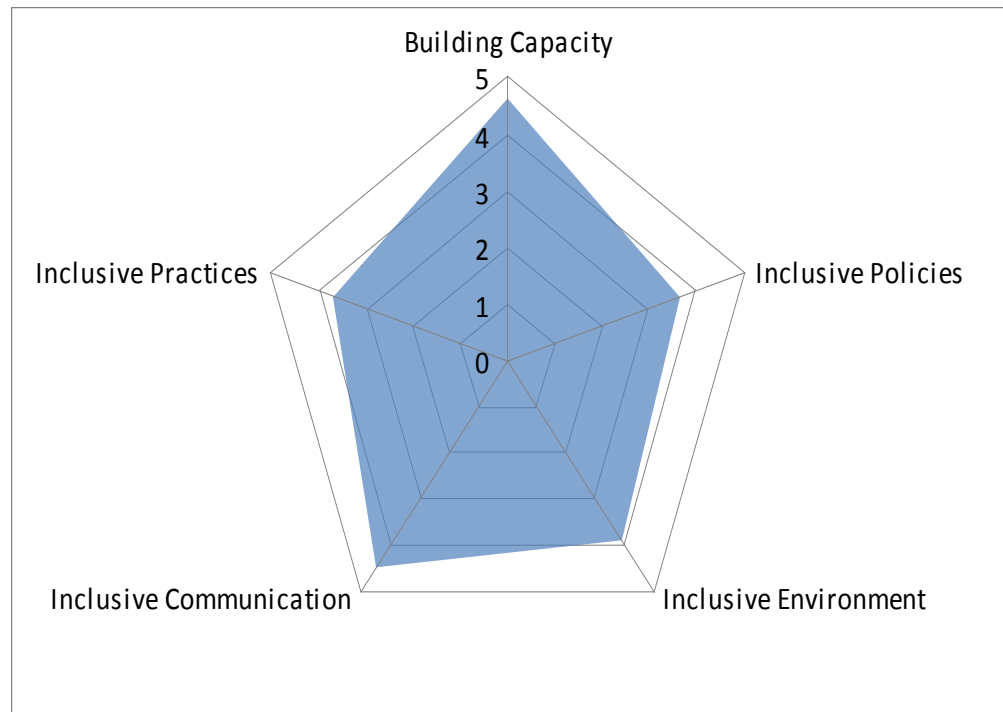 Building Capacity
5
4
3
2
1
0
Inclusive Practices
Inclusive Policies
Inclusive Communication
Inclusive Environment